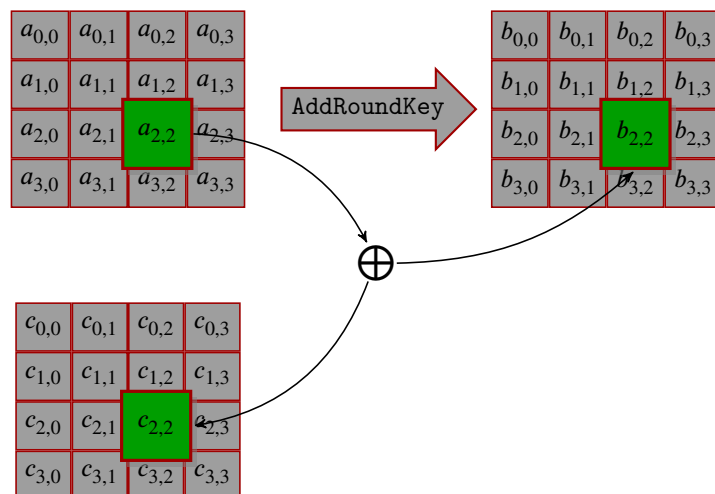 a0,0 a0,1 a0,2 a0,3
a1,0 a1,1 a1,2 a1,3
a2,0 a2,1 a2,2 a2,3
a3,0 a3,1 a3,2 a3,3
AddRoundKey
b0,0 b0,1 b0,2 b0,3
b1,0 b1,1 b1,2 b1,3
b2,0 b2,1 b2,2 b2,3
b3,0 b3,1 b3,2 b3,3
c0,0 c0,1 c0,2 c0,3
c1,0 c1,1 c1,2 c1,3
c2,0 c2,1 c2,2 a2,3
c3,0 c3,1 c3,2 c3,3